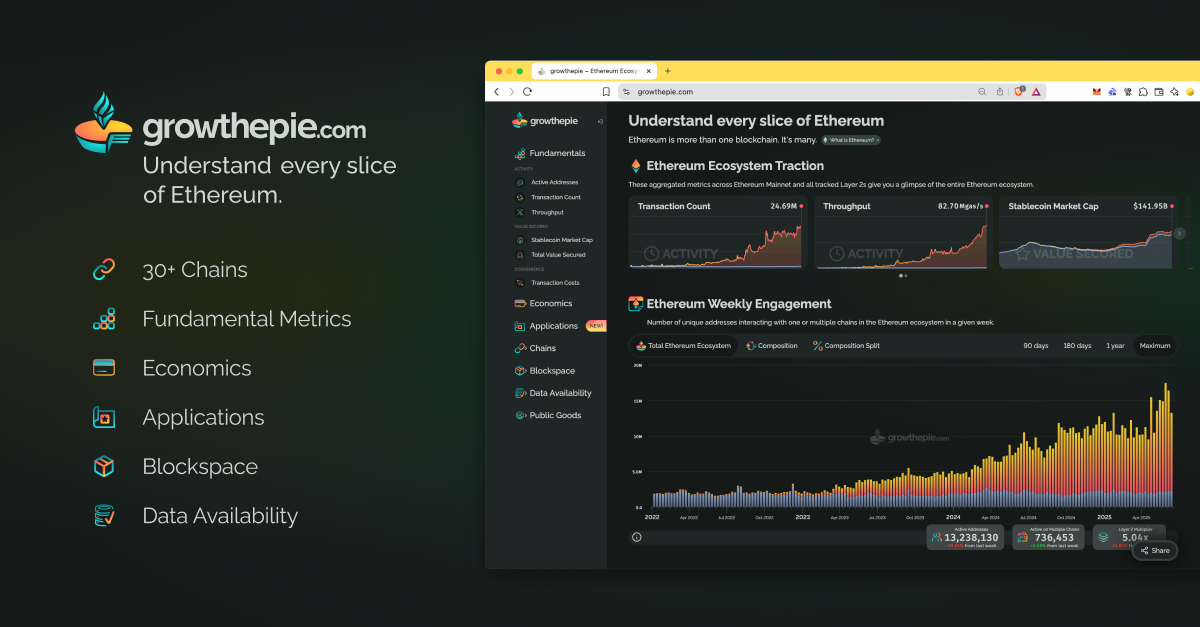 growthepie.com
Understand every slice
of Ethereum.
30+ Chains
Fundamental Metrics
Economics
Applications
Blockspace
Data Availability
growthepie – Ethereum Ecosy
growthepie.com
growthepie
Fundamentals
ACTIVITY
Active Addresses
Transaction Count
Throughput
VALUE SECURED
Stablecoin Market Cap
Total Value Secured
CONVENIENCE
Transaction Costs
Economics
Applications NEW!
Chains
Blockspace
Data Availability
Public Goods
Understand every slice of Ethereum
Ethereum is more than one blockchain. It's many. What is Ethereum?
Ethereum Ecosystem Traction
These aggregated metrics across Ethereum Mainnet and all tracked Layer 2s give you a glimpse of the entire Ethereum ecosystem.
Transaction Count 24.69M
ACTIVITY
Throughput 82.70 Mgas/s
ACTIVITY
Stablecoin Market Cap $141.95B
VALUE SECURED
Ethereum Weekly Engagement
Number of unique addresses interacting with one or multiple chains in the Ethereum ecosystem in a given week.
Total Ethereum Ecosystem Composition Composition Split 90 days 180 days 1 year Maximum
20M
15M
10M
5.0M
0.0
growthepie.com
2022 Apr 2022 Jul 2022 Oct 2022 2023 Apr 2023 Jul 2023 Oct 2023 2024 Apr 2024 Jul 2024 Oct 2024 2025 Apr 2025
Active Addresses
13,238,130
from last week
Active on Multiple Chains
736,453
from last week
Layer 2 Multiplier
5.04x
Share